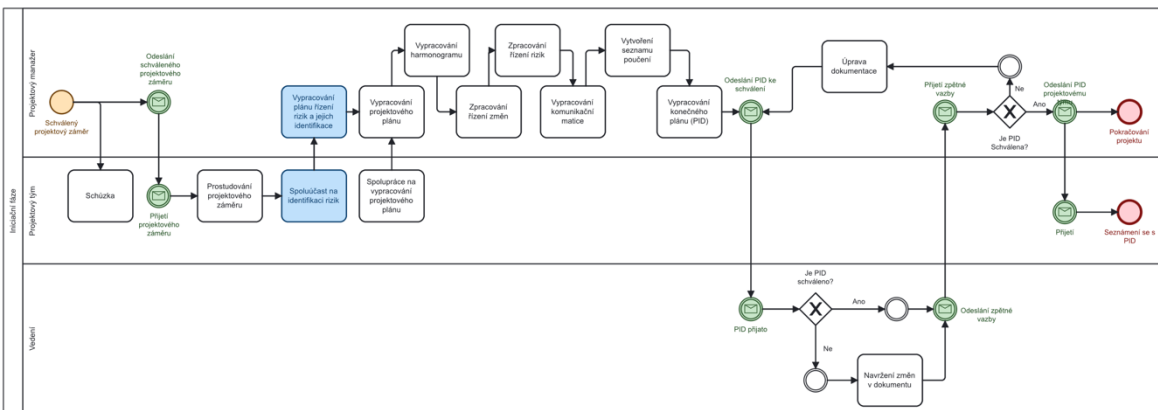 Iniciační fáze
Projektový manažer
Schválený
projektový záměr
Odeslání
schváleného
projektového
záměru
Vypracování
plánu řízení
rizik a jejich
identifikace
Vypracování
projektového
plánu
Vypracování
harmonogramu
Zpracování
řízení změn
Zpracování
řízení rizik
Vypracování
komunikační
matice
Vytvoření
seznamu
poučení
Vypracování
konečného
plánu (PID)
Odeslání PID ke
schválení
Úprava
dokumentace
Přijetí zpětné
vazby
Ne
Ano
Je PID
Schválena?
Odeslání PID
projektovému
Pokračování
projektu
Projektový tým
Schůzka
Přijetí
projektového
záměru
Prostudování
projektového
záměru
Spoluúčast na
identifikaci rizik
Spolupráce na
vypracování
projektového
plánu
Přijetí
Seznámení se s
PID
Vedení
PID přijato
Je PID
schváleno?
Ano
Ne
Navržení změn
v dokumentu
Odeslání zpětné
vazby